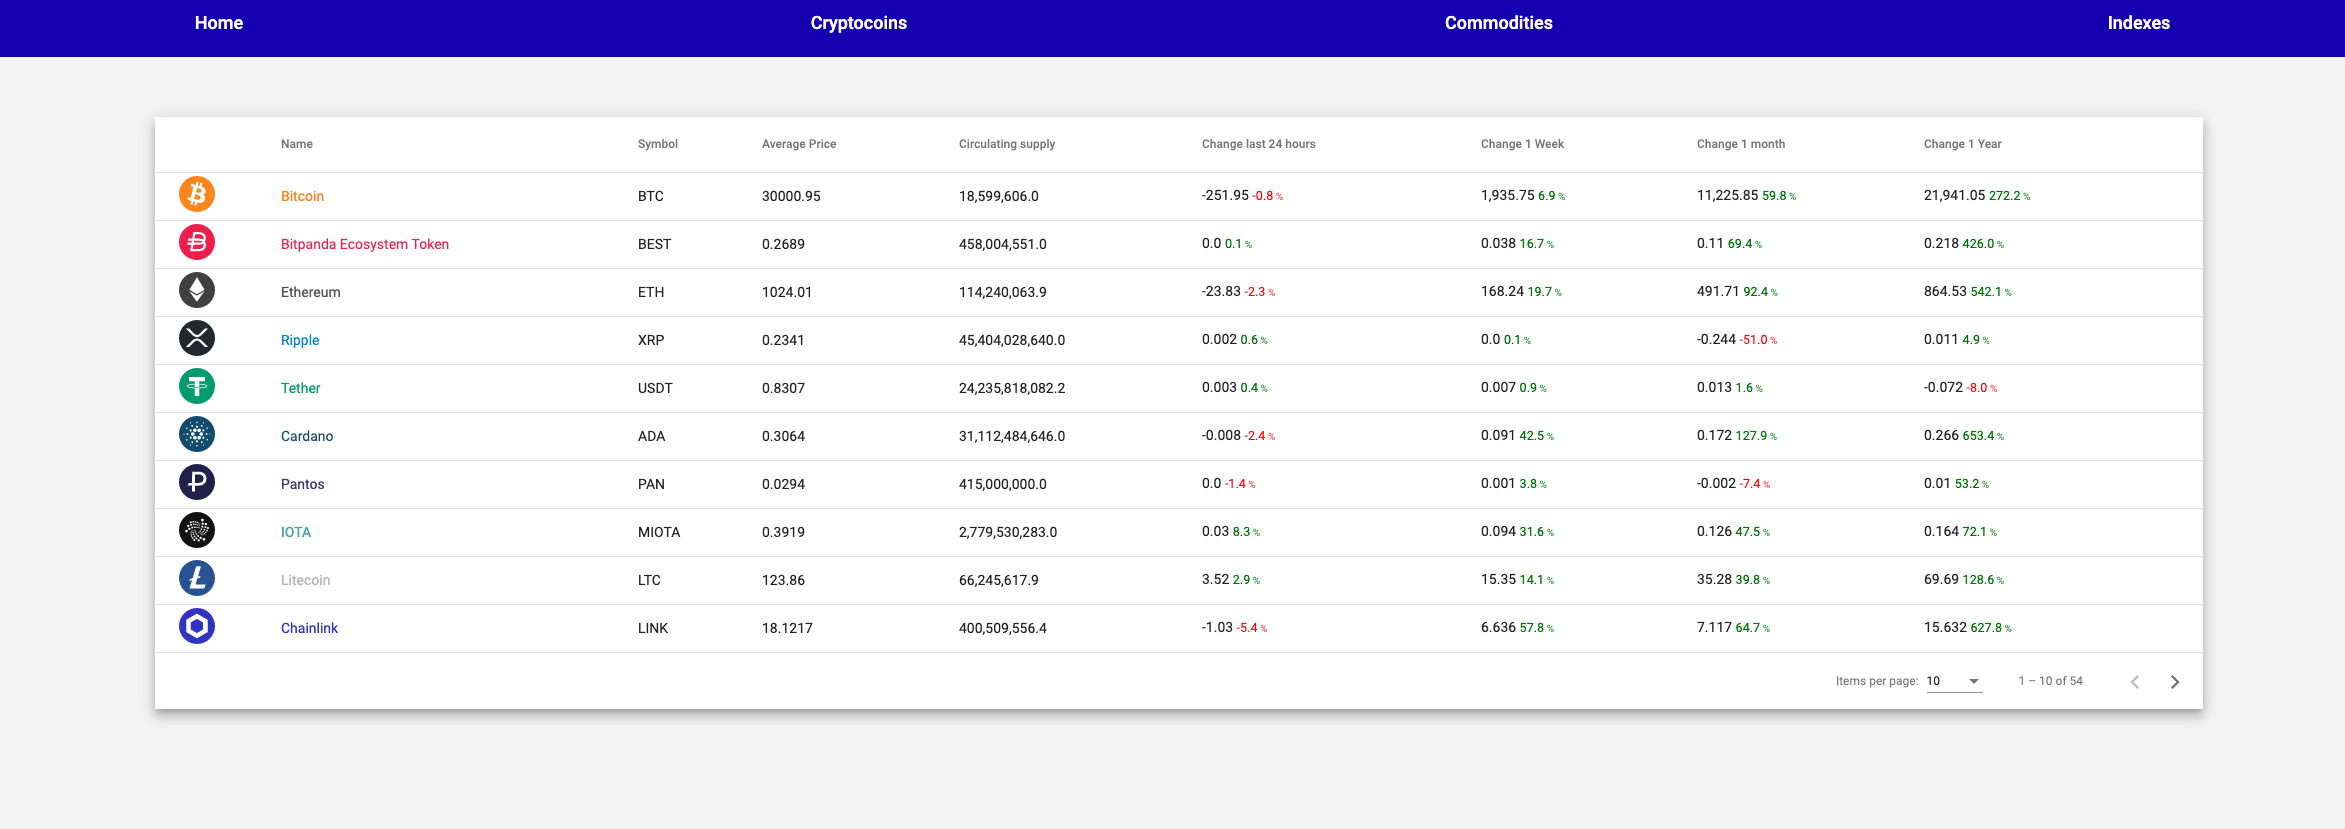 Home Cryptocoins Commodities Indexes
Name Symbol Average Price Circulating supply Change last 24 hours Change 1 Week Change 1 month Change 1 Year
Bitcoin BTC 30000.95 18,599,606.0 -251.95 -0.8 % 1,935.75 6.9 % 11,225.85 59.8 % 21,941.05 272.2 %
Bitpanda Ecosystem Token BEST 0.2689 458,004,551.0 0.0 0.1 % 0.038 16.7 % 0.11 69.4 % 0.218 426.0 %
Ethereum ETH 1024.01 114,240,063.9 -23.83 -2.3 % 168.24 19.7 % 491.71 92.4 % 864.53 542.1 %
Ripple XRP 0.2341 45,404,028,640.0 0.002 0.6 % 0.0 0.1 % -0.244 -51.0 % 0.011 4.9 %
Tether USDT 0.8307 24,235,818,082.2 0.003 0.4 % 0.007 0.9 % 0.013 1.6 % -0.072 -8.0 %
Cardano ADA 0.3064 31,112,484,646.0 -0.008 -2.4 % 0.091 42.5 % 0.172 127.9 % 0.266 653.4 %
Pantos PAN 0.0294 415,000,000.0 0.0 -1.4 % 0.001 3.8 % -0.002 -7.4 % 0.01 53.2 %
IOTA MIOTA 0.3919 2,779,530,283.0 0.03 8.3 % 0.094 31.6 % 0.126 47.5 % 0.164 72.1 %
Litecoin LTC 123.86 66,245,617.9 3.52 2.9 % 15.35 14.1 % 35.28 39.8 % 69.69 128.6 %
Chainlink LINK 18.1217 400,509,556.4 -1.03 -5.4 % 6.636 57.8 % 7.117 64.7 % 15.632 627.8 %
Items per page: 10 1 – 10 of 54